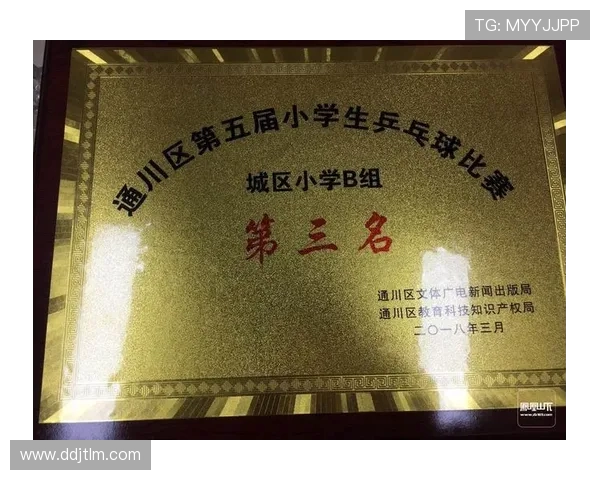 TG: MYYJJPP
通川区第五届小学生乒乓球比赛
城区小学B组
第三名
通川区文体广电新闻出版局
通川区教育科技知识产权局
二〇一八年三月
www.ddjtlm.com